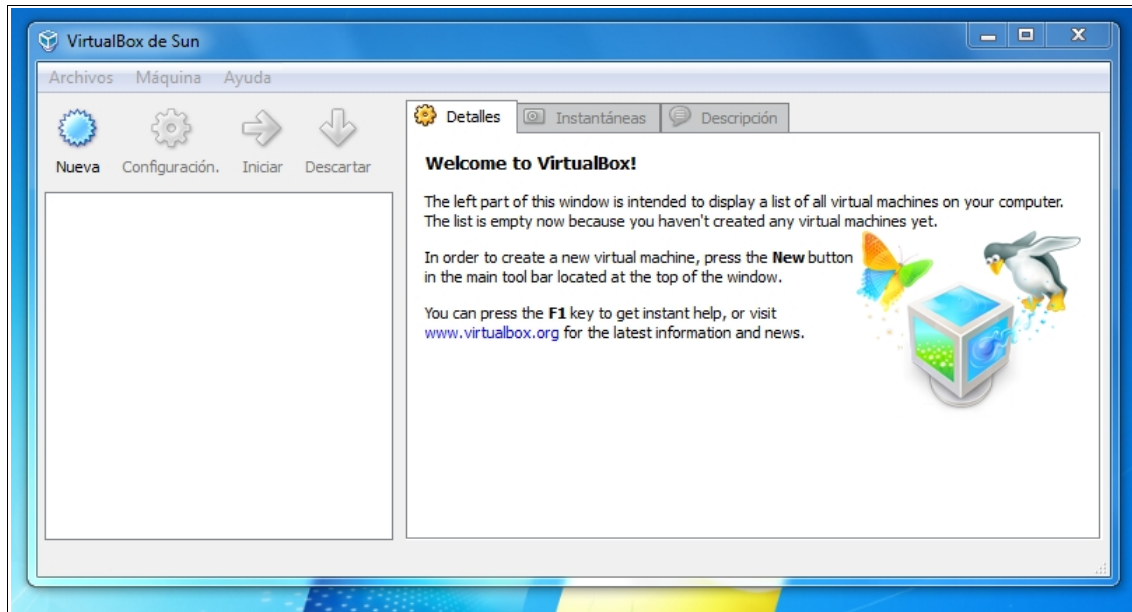 VirtualBox de Sun
Archivos Máquina Ayuda
Nueva Configuración. Iniciar Descartar
Detalles Instantáneas Descripción
Welcome to VirtualBox!
The left part of this window is intended to display a list of all virtual machines on your computer.
The list is empty now because you haven't created any virtual machines yet.
In order to create a new virtual machine, press the New button
in the main tool bar located at the top of the window.
You can press the F1 key to get instant help, or visit
www.virtualbox.org for the latest information and news.